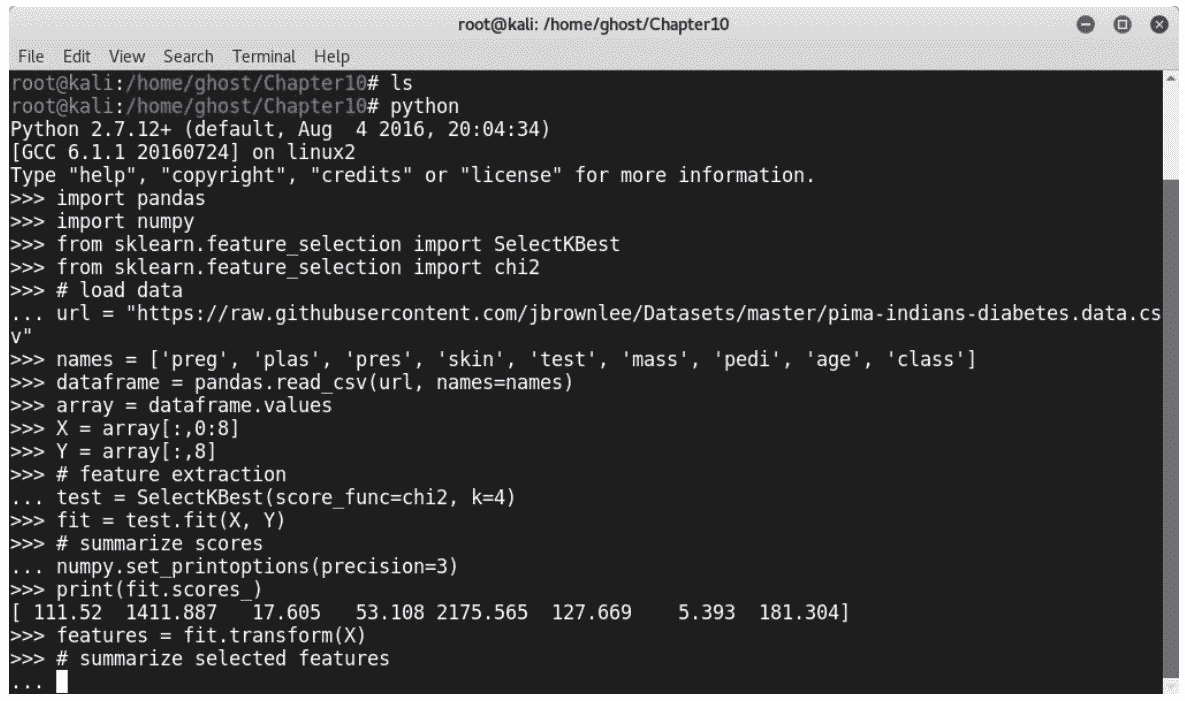 root@kali: /home/ghost/Chapter10
File Edit View Search Terminal Help
root@kali:/home/ghost/Chapter10# ls
root@kali:/home/ghost/Chapter10# python
Python 2.7.12+ (default, Aug  4 2016, 20:04:34)
[GCC 6.1.1 20160724] on linux2
Type "help", "copyright", "credits" or "license" for more information.
>>> import pandas
>>> import numpy
>>> from sklearn.feature_selection import SelectKBest
>>> from sklearn.feature_selection import chi2
>>> # load data
... url = "https://raw.githubusercontent.com/jbrownlee/Datasets/master/pima-indians-diabetes.data.cs
v"
>>> names = ['preg', 'plas', 'pres', 'skin', 'test', 'mass', 'pedi', 'age', 'class']
>>> dataframe = pandas.read_csv(url, names=names)
>>> array = dataframe.values
>>> X = array[:,0:8]
>>> Y = array[:,8]
>>> # feature extraction
... test = SelectKBest(score_func=chi2, k=4)
>>> fit = test.fit(X, Y)
>>> # summarize scores
... numpy.set_printoptions(precision=3)
>>> print(fit.scores_)
[ 111.52  1411.887   17.605   53.108 2175.565  127.669    5.393  181.304]
>>> features = fit.transform(X)
>>> # summarize selected features
...